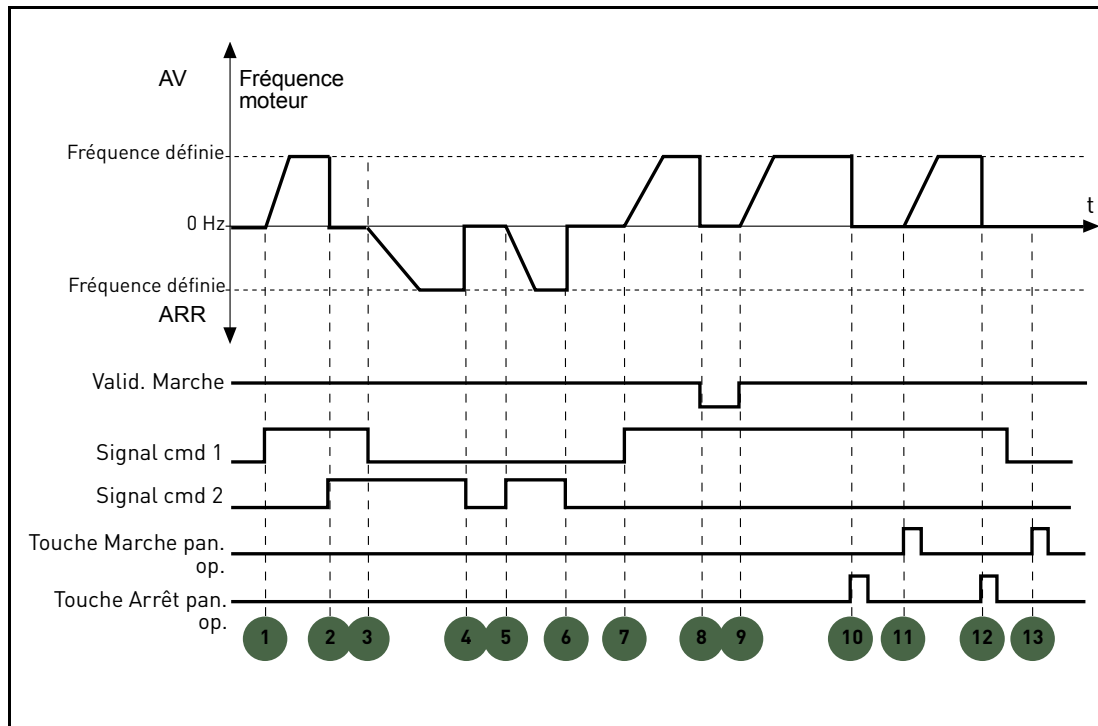 AV
Fréquence
moteur
Fréquence définie
0 Hz
t
Fréquence définie
ARR
Valid. Marche
Signal cmd 1
Signal cmd 2
Touche Marche pan.
op.
Touche Arrêt pan.
op.
1 2 3 4 5 6 7 8 9 10 11 12 13